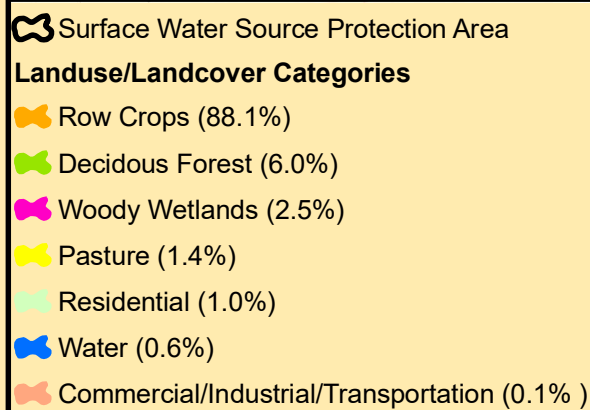 Surface Water Source Protection Area
Landuse/Landcover Categories
Row Crops (88.1%)
Decidous Forest (6.0%)
Woody Wetlands (2.5%)
Pasture (1.4%)
Residential (1.0%)
Water (0.6%)
Commercial/Industrial/Transportation (0.1% )